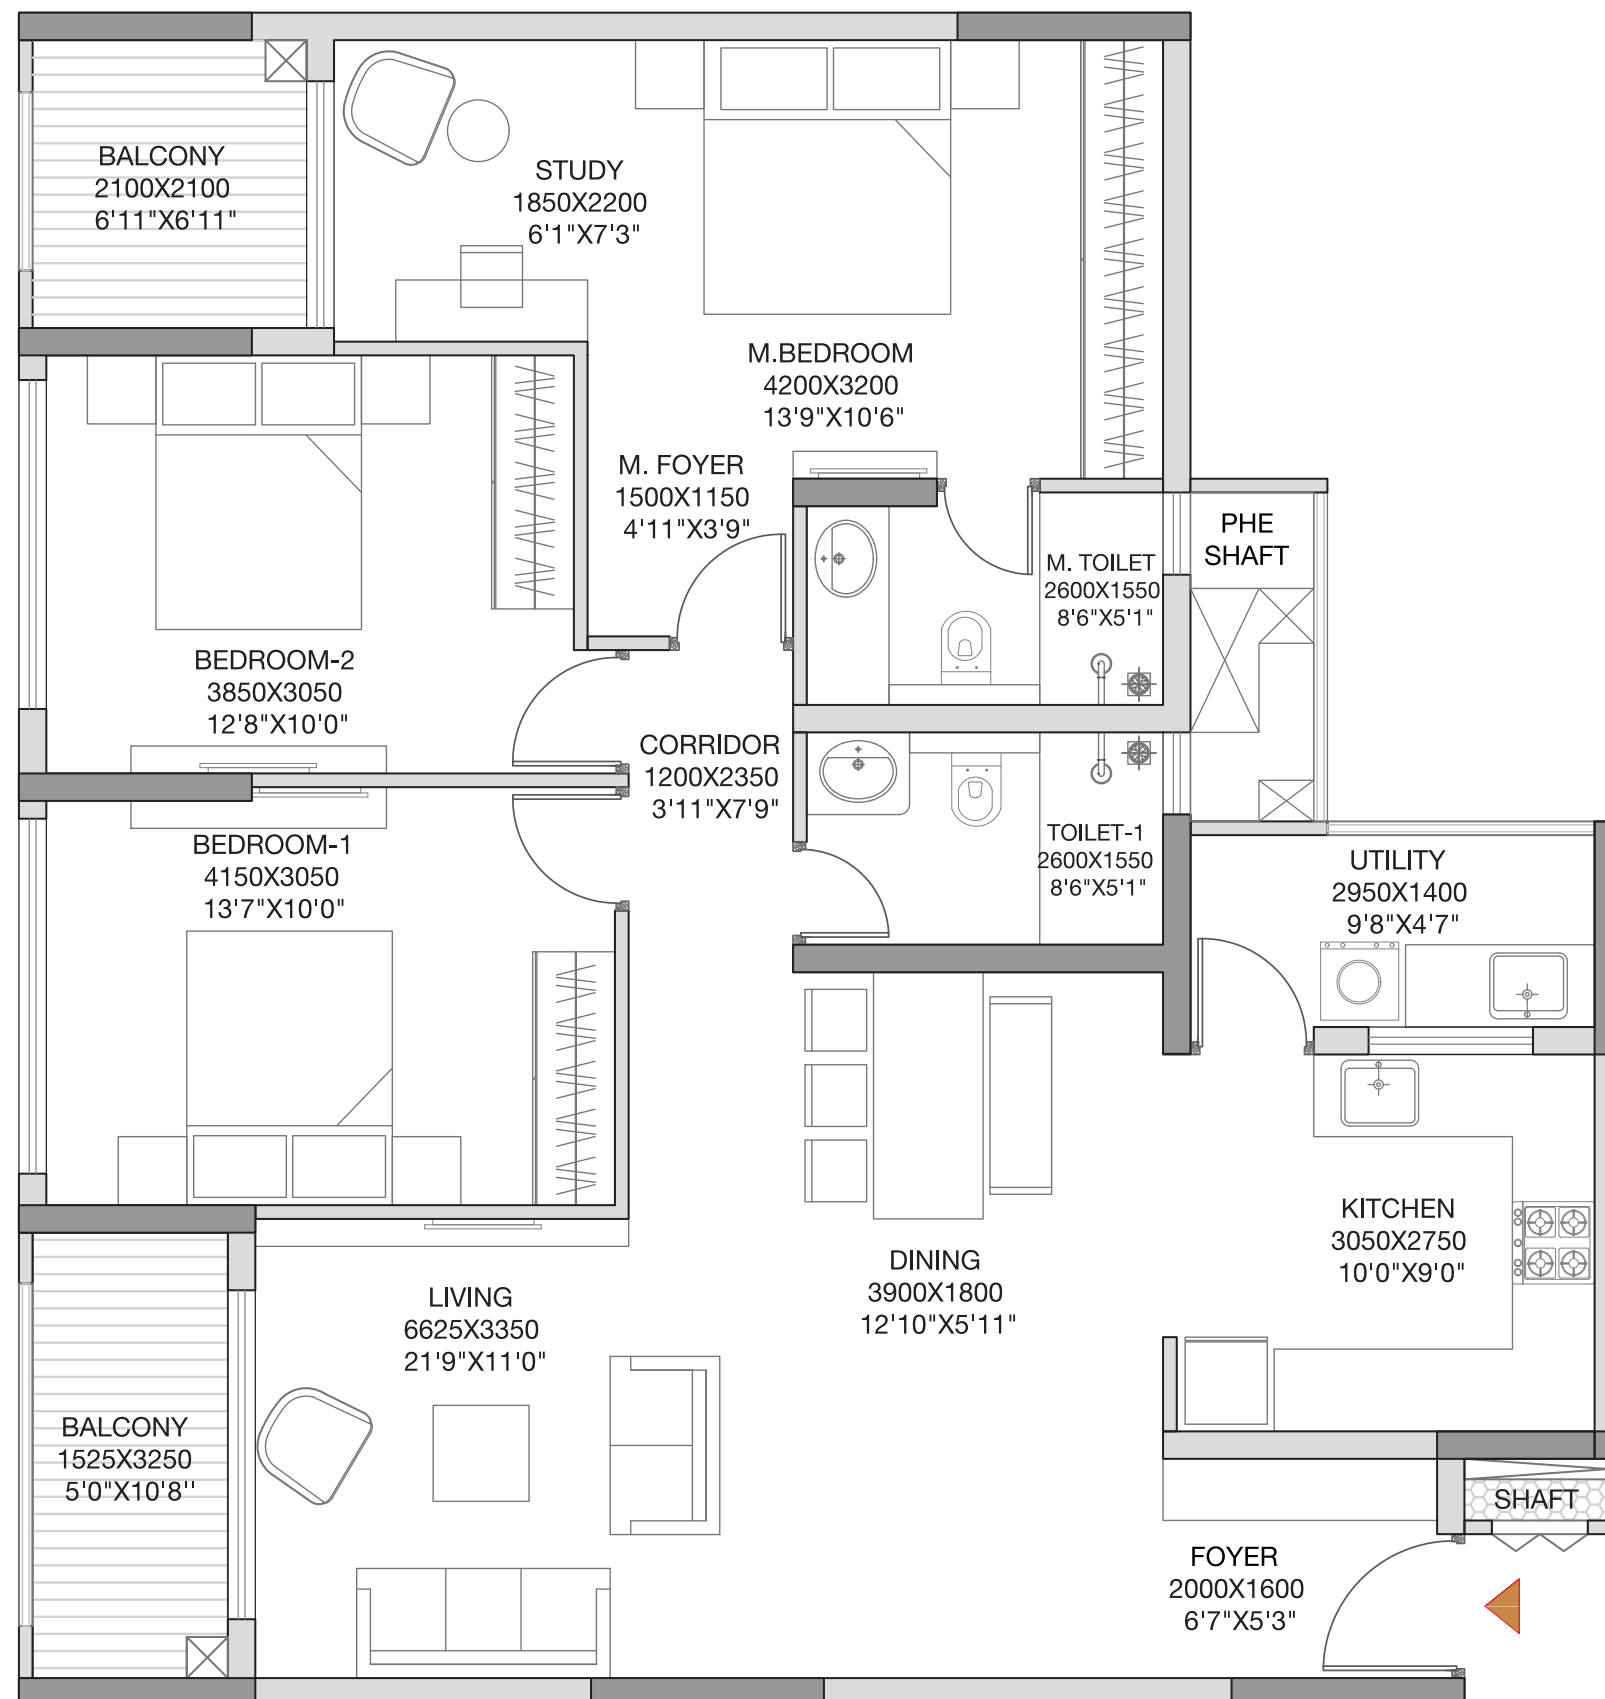 BALCONY
2100X2100
6'11"X6'11"
STUDY
1850X2200
6'1"X7'3"
M.BEDROOM
4200X3200
13'9"X10'6"
M. FOYER
1500X1150
4'11"X3'9"
PHE
SHAFT
M. TOILET
2600X1550
8'6"X5'1"
BEDROOM-2
3850X3050
12'8"X10'0"
CORRIDOR
1200X2350
3'11"X7'9"
BEDROOM-1
4150X3050
13'7"X10'0"
TOILET-1
2600X1550
8'6"X5'1"
UTILITY
2950X1400
9'8"X4'7"
KITCHEN
3050X2750
10'0"X9'0"
DINING
3900X1800
12'10"X5'11"
LIVING
6625X3350
21'9"X11'0"
BALCONY
1525X3250
5'0"X10'8''
SHAFT
FOYER
2000X1600
6'7"X5'3"